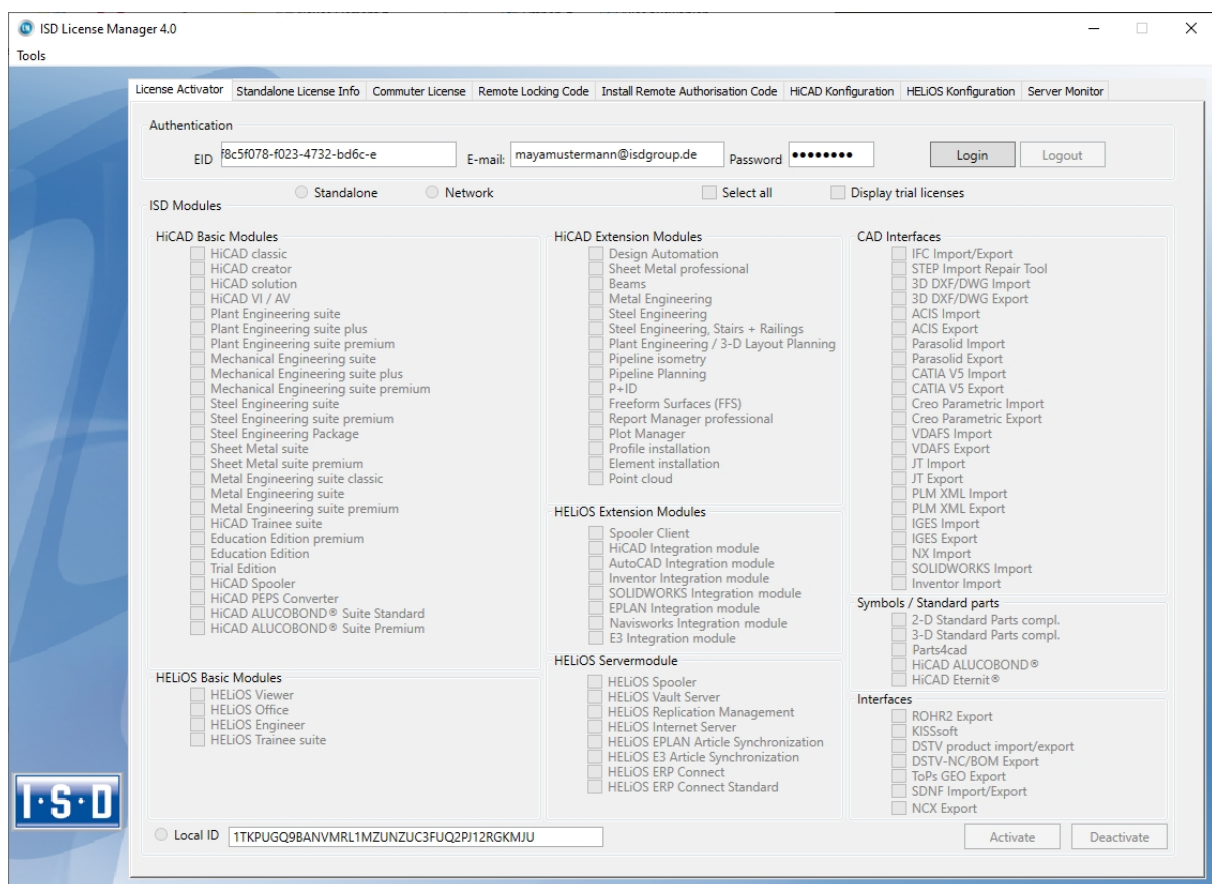 ISD License Manager 4.0
Tools
License Activator Standalone License Info Commuter License Remote Locking Code Install Remote Authorisation Code HiCAD Konfiguration HELiOS Konfiguration Server Monitor
Authentication
EID f8c5f078-f023-4732-bd6c-e E-mail: mayamustermann@isdgroup.de Password •••••••• Login Logout
Standalone Network Select all Display trial licenses
ISD Modules
HiCAD Basic Modules
HiCAD classic
HiCAD creator
HiCAD solution
HiCAD VI / AV
Plant Engineering suite
Plant Engineering suite plus
Plant Engineering suite premium
Mechanical Engineering suite
Mechanical Engineering suite plus
Mechanical Engineering suite premium
Steel Engineering suite
Steel Engineering suite premium
Steel Engineering Package
Sheet Metal suite
Sheet Metal suite premium
Metal Engineering suite classic
Metal Engineering suite
Metal Engineering suite premium
HiCAD Trainee suite
Education Edition premium
Education Edition
Trial Edition
HiCAD Spooler
HiCAD PEPS Converter
HiCAD ALUCOBOND® Suite Standard
HiCAD ALUCOBOND® Suite Premium
HELiOS Basic Modules
HELiOS Viewer
HELiOS Office
HELiOS Engineer
HELiOS Trainee suite
HiCAD Extension Modules
Design Automation
Sheet Metal professional
Beams
Metal Engineering
Steel Engineering
Steel Engineering, Stairs + Railings
Plant Engineering / 3-D Layout Planning
Pipeline isometry
Pipeline Planning
P+ID
Freeform Surfaces (FFS)
Report Manager professional
Plot Manager
Profile installation
Element installation
Point cloud
HELiOS Extension Modules
Spooler Client
HiCAD Integration module
AutoCAD Integration module
Inventor Integration module
SOLIDWORKS Integration module
EPLAN Integration module
Navisworks Integration module
E3 Integration module
HELiOS Servermodule
HELiOS Spooler
HELiOS Vault Server
HELiOS Replication Management
HELiOS Internet Server
HELiOS EPLAN Article Synchronization
HELiOS E3 Article Synchronization
HELiOS ERP Connect
HELiOS ERP Connect Standard
CAD Interfaces
IFC Import/Export
STEP Import Repair Tool
3D DXF/DWG Import
3D DXF/DWG Export
ACIS Import
ACIS Export
Parasolid Import
Parasolid Export
CATIA V5 Import
CATIA V5 Export
Creo Parametric Import
Creo Parametric Export
VDAFS Import
VDAFS Export
JT Import
JT Export
PLM XML Import
PLM XML Export
IGES Import
IGES Export
NX Import
SOLIDWORKS Import
Inventor Import
Symbols / Standard parts
2-D Standard Parts compl.
3-D Standard Parts compl.
Parts4cad
HiCAD ALUCOBOND®
HiCAD Eternit®
Interfaces
ROHR2 Export
KISSsoft
DSTV product import/export
DSTV-NC/BOM Export
ToPs GEO Export
SDNF Import/Export
NCX Export
I·S·D
Local ID 1TKPUGQ9BANVMRL1MZUNZUC3FUQ2PJ12RGKMJU Activate Deactivate